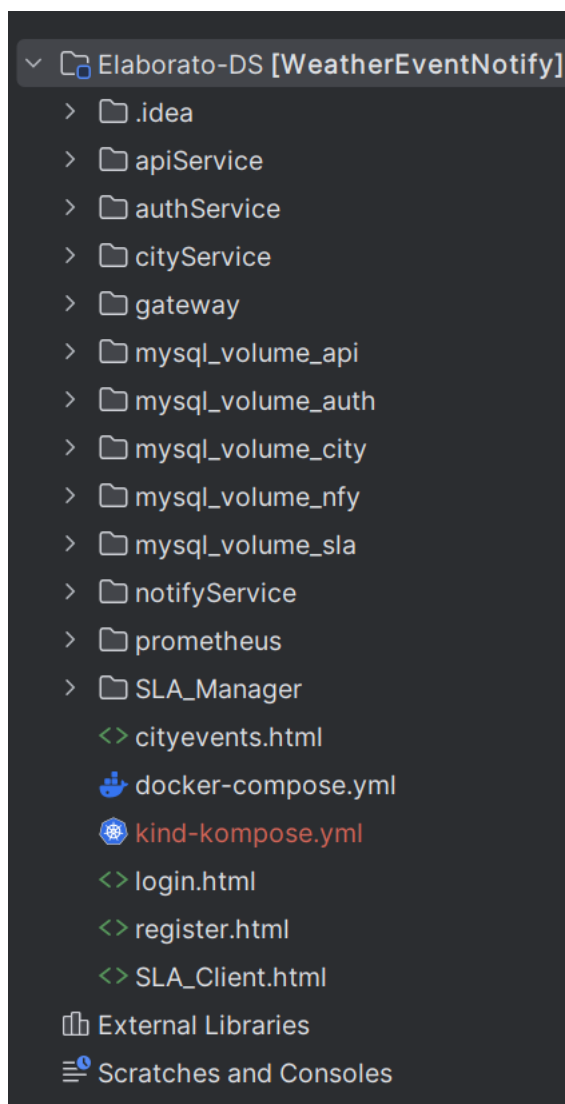 Elaborato-DS [WeatherEventNotify]
.idea
apiService
authService
cityService
gateway
mysql_volume_api
mysql_volume_auth
mysql_volume_city
mysql_volume_nfy
mysql_volume_sla
notifyService
prometheus
SLA_Manager
cityevents.html
docker-compose.yml
kind-kompose.yml
login.html
register.html
SLA_Client.html
External Libraries
Scratches and Consoles